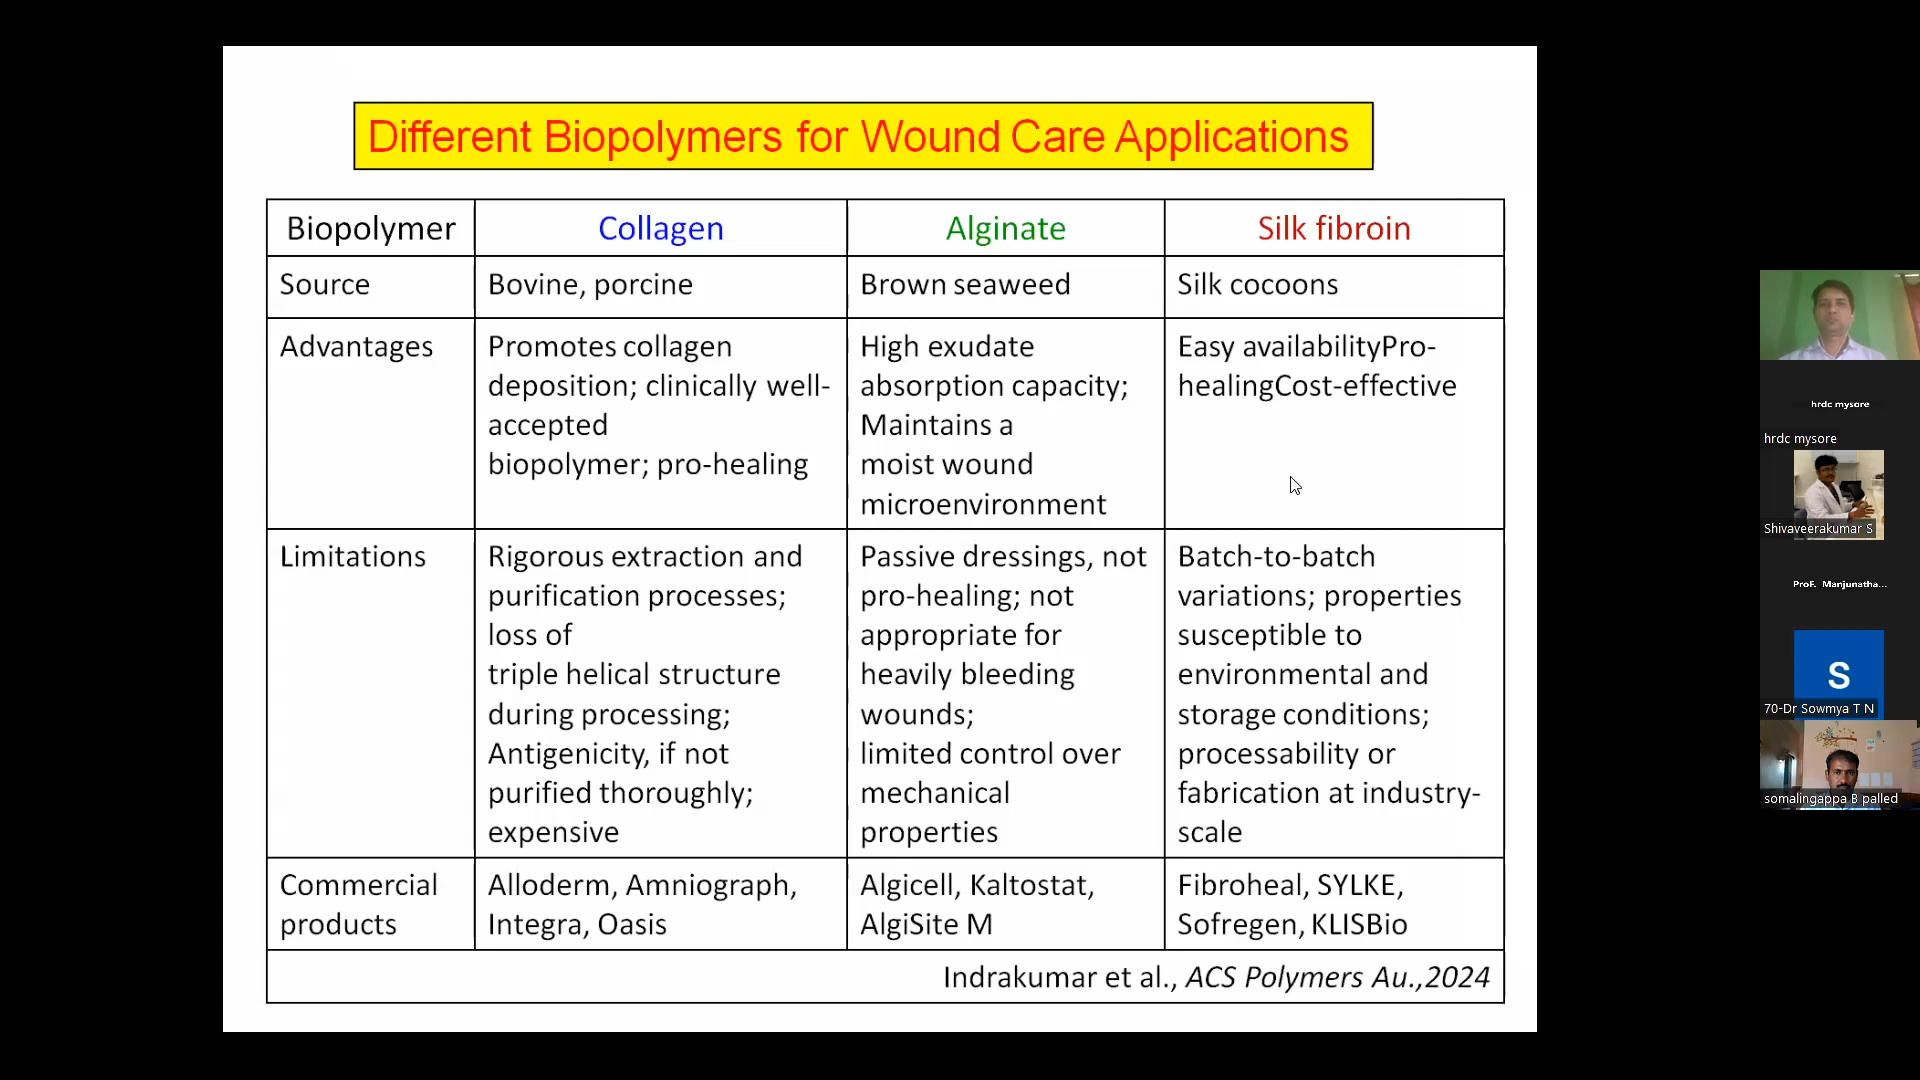 Different Biopolymers for Wound Care Applications
Biopolymer
Collagen
Alginate
Silk fibroin
Source
Bovine, porcine
Brown seaweed
Silk cocoons
Advantages
Promotes collagen
deposition; clinically well-
accepted
biopolymer; pro-healing
High exudate
absorption capacity;
Maintains a
moist wound
microenvironment
Easy availabilityPro-
healingCost-effective
Limitations
Rigorous extraction and
purification processes;
loss of
triple helical structure
during processing;
Antigenicity, if not
purified thoroughly;
expensive
Passive dressings, not
pro-healing; not
appropriate for
heavily bleeding
wounds;
limited control over
mechanical
properties
Batch-to-batch
variations; properties
susceptible to
environmental and
storage conditions;
processability or
fabrication at industry-
scale
Commercial
products
Alloderm, Amniograph,
Integra, Oasis
Algicell, Kaltostat,
AlgiSite M
Fibroheal, SYLKE,
Sofregen, KLISBio
Indrakumar et al., ACS Polymers Au.,2024
hrdc mysore
hrdc mysore
Shivaveerakumar S
ProF. Manjunatha...
S
70-Dr Sowmya T N
somalingappa B palled